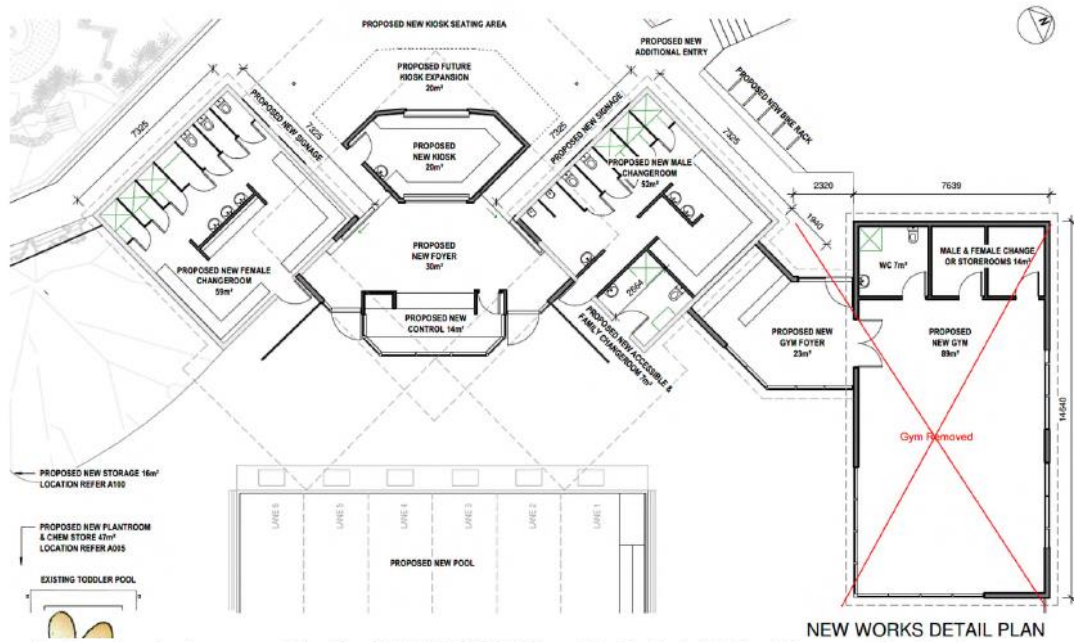 PROPOSED NEW KIOSK SEATING AREA
N
PROPOSED NEW
ADDITIONAL ENTRY
PROPOSED FUTURE
KIOSK EXPANSION
20m²
PROPOSED NEW BIKE RACK
7325
PROPOSED NEW SIGNAGE
7325
7325
PROPOSED NEW SIGNAGE
7325
PROPOSED
NEW KIOSK
20m²
PROPOSED NEW MALE
CHANGEROOM
52m²
2320
7639
1940
PROPOSED
NEW FOYER
30m²
PROPOSED NEW FEMALE
CHANGEROOM
59m²
WC 7m²
MALE & FEMALE CHANGE
OR STOREROOMS 14m²
2664
PROPOSED NEW
CONTROL 14m²
PROPOSED NEW ACCESSIBLE &
FAMILY CHANGEROOM 7m²
PROPOSED NEW
GYM FOYER
23m²
PROPOSED
NEW GYM
89m²
14640
Gym Removed
PROPOSED NEW STORAGE 16m²
LOCATION REFER A100
LANE 6
LANE 5
LANE 4
LANE 3
LANE 2
LANE 1
PROPOSED NEW PLANTROOM
& CHEM STORE 47m²
LOCATION REFER A005
PROPOSED NEW POOL
EXISTING TODDLER POOL
NEW WORKS DETAIL PLAN